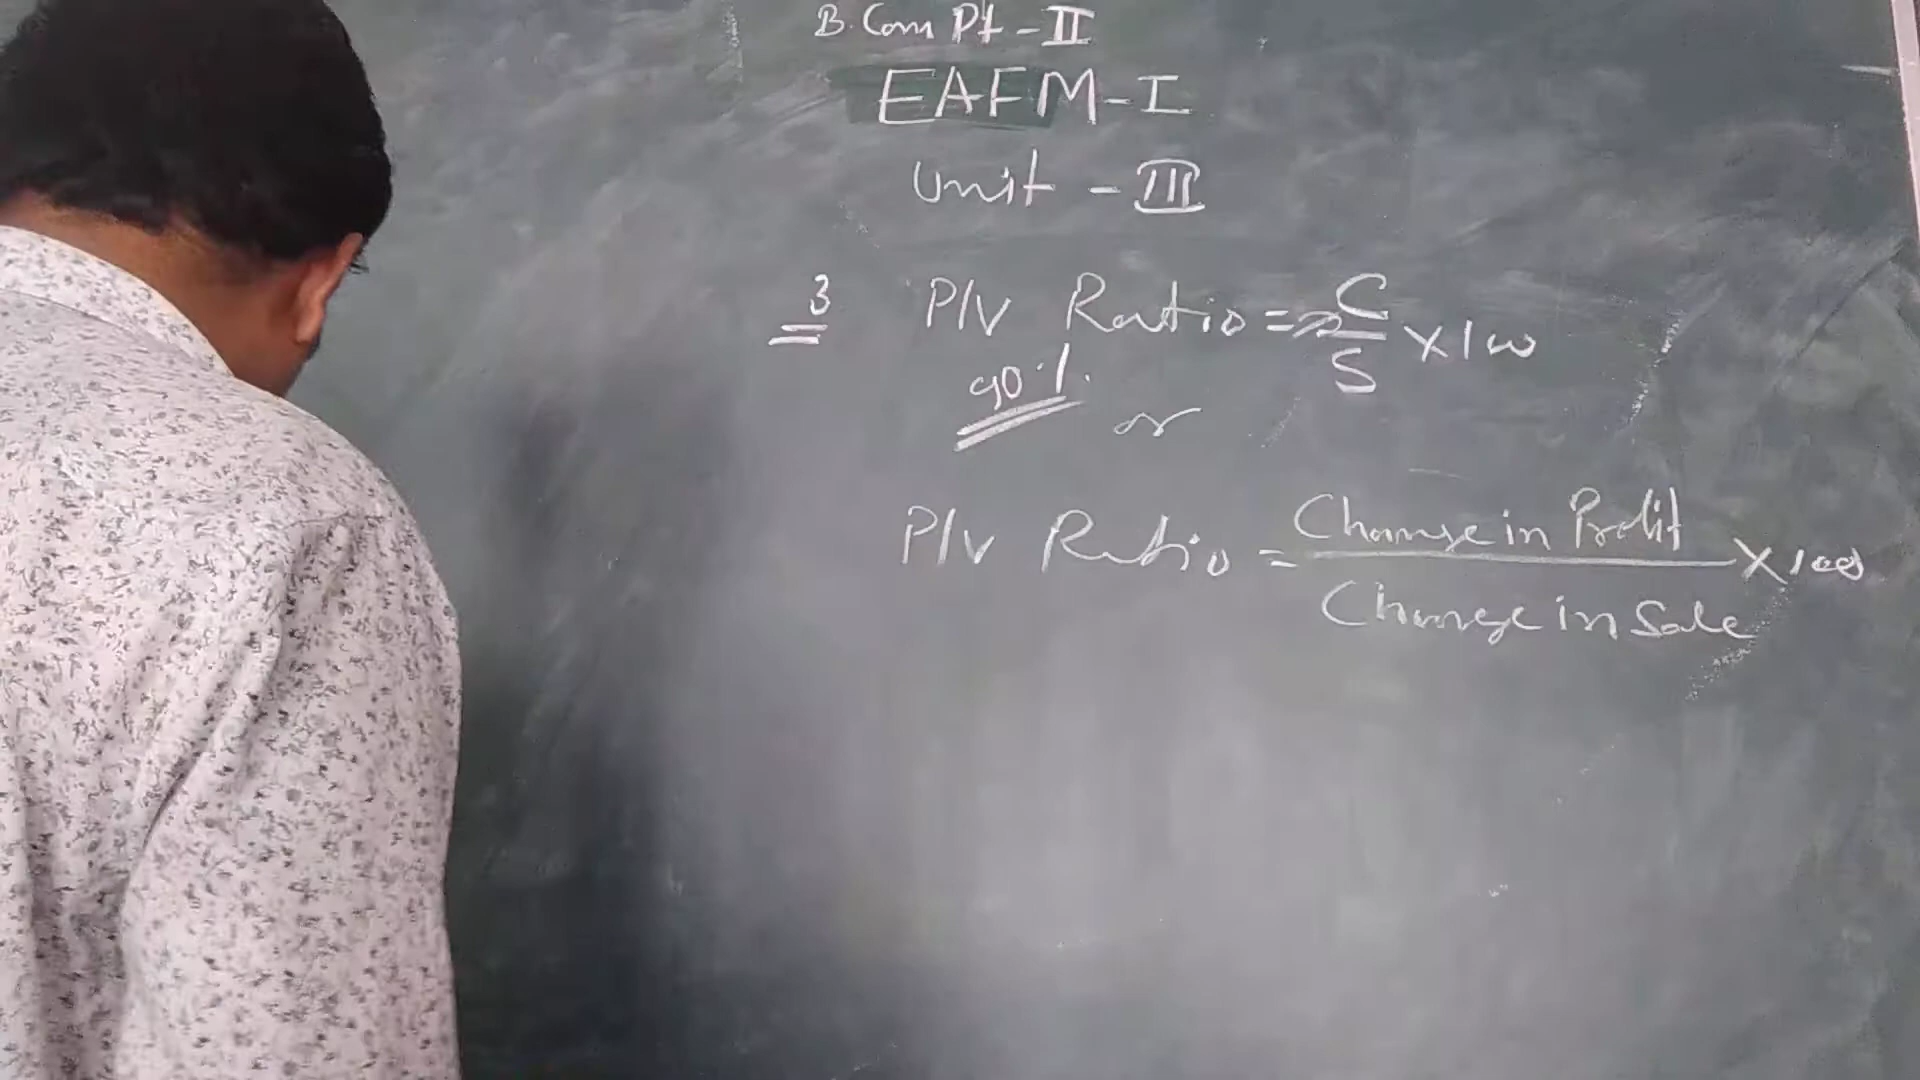 B. Com Pt - II
EAFM - I
Unit - III
3 P/V Ratio = C/S × 100
90%.
or
P/V Ratio = Change in Profit / Change in Sale × 100